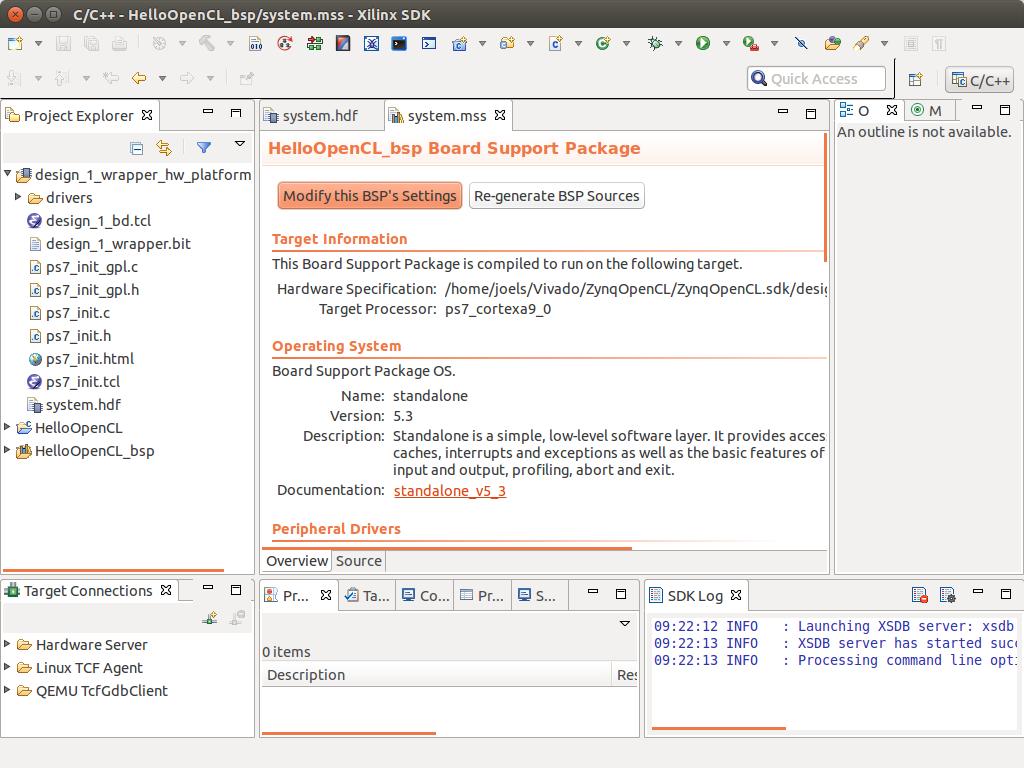 C/C++ - HelloOpenCL_bsp/system.mss - Xilinx SDK
Quick Access
C/C++
Project Explorer
design_1_wrapper_hw_platform
drivers
design_1_bd.tcl
design_1_wrapper.bit
ps7_init_gpl.c
ps7_init_gpl.h
ps7_init.c
ps7_init.h
ps7_init.html
ps7_init.tcl
system.hdf
HelloOpenCL
HelloOpenCL_bsp
system.hdf
system.mss
HelloOpenCL_bsp Board Support Package
Modify this BSP's Settings
Re-generate BSP Sources
Target Information
This Board Support Package is compiled to run on the following target.
Hardware Specification: /home/joels/Vivado/ZynqOpenCL/ZynqOpenCL.sdk/desig
Target Processor: ps7_cortexa9_0
Operating System
Board Support Package OS.
Name: standalone
Version: 5.3
Description: Standalone is a simple, low-level software layer. It provides acces
caches, interrupts and exceptions as well as the basic features of
input and output, profiling, abort and exit.
Documentation: standalone_v5_3
Peripheral Drivers
Overview
Source
O
M
An outline is not available.
Target Connections
Hardware Server
Linux TCF Agent
QEMU TcfGdbClient
Pr...
Ta...
Co...
Pr...
S...
0 items
Description
Res
SDK Log
09:22:12 INFO : Launching XSDB server: xsdb
09:22:13 INFO : XSDB server has started succ
09:22:13 INFO : Processing command line opti